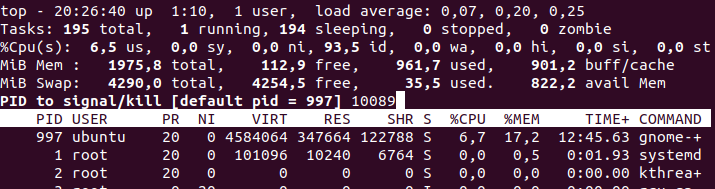 top - 20:26:40 up  1:10,  1 user,  load average: 0,07, 0,20, 0,25
Tasks: 195 total,   1 running, 194 sleeping,   0 stopped,   0 zombie
%Cpu(s):  6,5 us,  0,0 sy,  0,0 ni, 93,5 id,  0,0 wa,  0,0 hi,  0,0 si,  0,0 st
MiB Mem :   1975,8 total,    112,9 free,    961,7 used,    901,2 buff/cache
MiB Swap:   4290,0 total,   4254,5 free,     35,5 used.    822,2 avail Mem
PID to signal/kill [default pid = 997] 10089
PID USER      PR  NI    VIRT    RES    SHR S  %CPU  %MEM     TIME+ COMMAND
997 ubuntu    20   0 4584064 347664 122788 S   6,7  17,2  12:45.63 gnome-+
1 root      20   0  101096  10240   6764 S   0,0   0,5   0:01.93 systemd
2 root      20   0       0      0      0 S   0,0   0,0   0:00.00 kthrea+